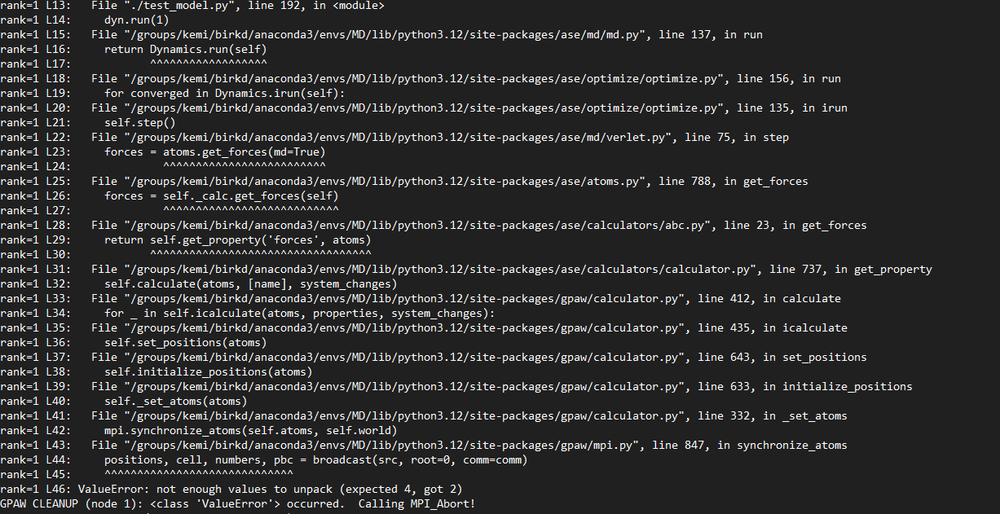 rank=1 L13:   File "./test_model.py", line 192, in <module>
rank=1 L14:     dyn.run(1)
rank=1 L15:   File "/groups/kemi/birkd/anaconda3/envs/MD/lib/python3.12/site-packages/ase/md/md.py", line 137, in run
rank=1 L16:     return Dynamics.run(self)
rank=1 L17:            ^^^^^^^^^^^^^^^^^^
rank=1 L18:   File "/groups/kemi/birkd/anaconda3/envs/MD/lib/python3.12/site-packages/ase/optimize/optimize.py", line 156, in run
rank=1 L19:     for converged in Dynamics.irun(self):
rank=1 L20:   File "/groups/kemi/birkd/anaconda3/envs/MD/lib/python3.12/site-packages/ase/optimize/optimize.py", line 135, in irun
rank=1 L21:     self.step()
rank=1 L22:   File "/groups/kemi/birkd/anaconda3/envs/MD/lib/python3.12/site-packages/ase/md/verlet.py", line 75, in step
rank=1 L23:     forces = atoms.get_forces(md=True)
rank=1 L24:              ^^^^^^^^^^^^^^^^^^^^^^^^^
rank=1 L25:   File "/groups/kemi/birkd/anaconda3/envs/MD/lib/python3.12/site-packages/ase/atoms.py", line 788, in get_forces
rank=1 L26:     forces = self._calc.get_forces(self)
rank=1 L27:              ^^^^^^^^^^^^^^^^^^^^^^^^^^^
rank=1 L28:   File "/groups/kemi/birkd/anaconda3/envs/MD/lib/python3.12/site-packages/ase/calculators/abc.py", line 23, in get_forces
rank=1 L29:     return self.get_property('forces', atoms)
rank=1 L30:            ^^^^^^^^^^^^^^^^^^^^^^^^^^^^^^^^^^
rank=1 L31:   File "/groups/kemi/birkd/anaconda3/envs/MD/lib/python3.12/site-packages/ase/calculators/calculator.py", line 737, in get_property
rank=1 L32:     self.calculate(atoms, [name], system_changes)
rank=1 L33:   File "/groups/kemi/birkd/anaconda3/envs/MD/lib/python3.12/site-packages/gpaw/calculator.py", line 412, in calculate
rank=1 L34:     for _ in self.icalculate(atoms, properties, system_changes):
rank=1 L35:   File "/groups/kemi/birkd/anaconda3/envs/MD/lib/python3.12/site-packages/gpaw/calculator.py", line 435, in icalculate
rank=1 L36:     self.set_positions(atoms)
rank=1 L37:   File "/groups/kemi/birkd/anaconda3/envs/MD/lib/python3.12/site-packages/gpaw/calculator.py", line 643, in set_positions
rank=1 L38:     self.initialize_positions(atoms)
rank=1 L39:   File "/groups/kemi/birkd/anaconda3/envs/MD/lib/python3.12/site-packages/gpaw/calculator.py", line 633, in initialize_positions
rank=1 L40:     self._set_atoms(atoms)
rank=1 L41:   File "/groups/kemi/birkd/anaconda3/envs/MD/lib/python3.12/site-packages/gpaw/calculator.py", line 332, in _set_atoms
rank=1 L42:     mpi.synchronize_atoms(self.atoms, self.world)
rank=1 L43:   File "/groups/kemi/birkd/anaconda3/envs/MD/lib/python3.12/site-packages/gpaw/mpi.py", line 847, in synchronize_atoms
rank=1 L44:     positions, cell, numbers, pbc = broadcast(src, root=0, comm=comm)
rank=1 L45:     ^^^^^^^^^^^^^^^^^^^^^^^^^^^^^
rank=1 L46: ValueError: not enough values to unpack (expected 4, got 2)
GPAW CLEANUP (node 1): <class 'ValueError'> occurred.  Calling MPI_Abort!